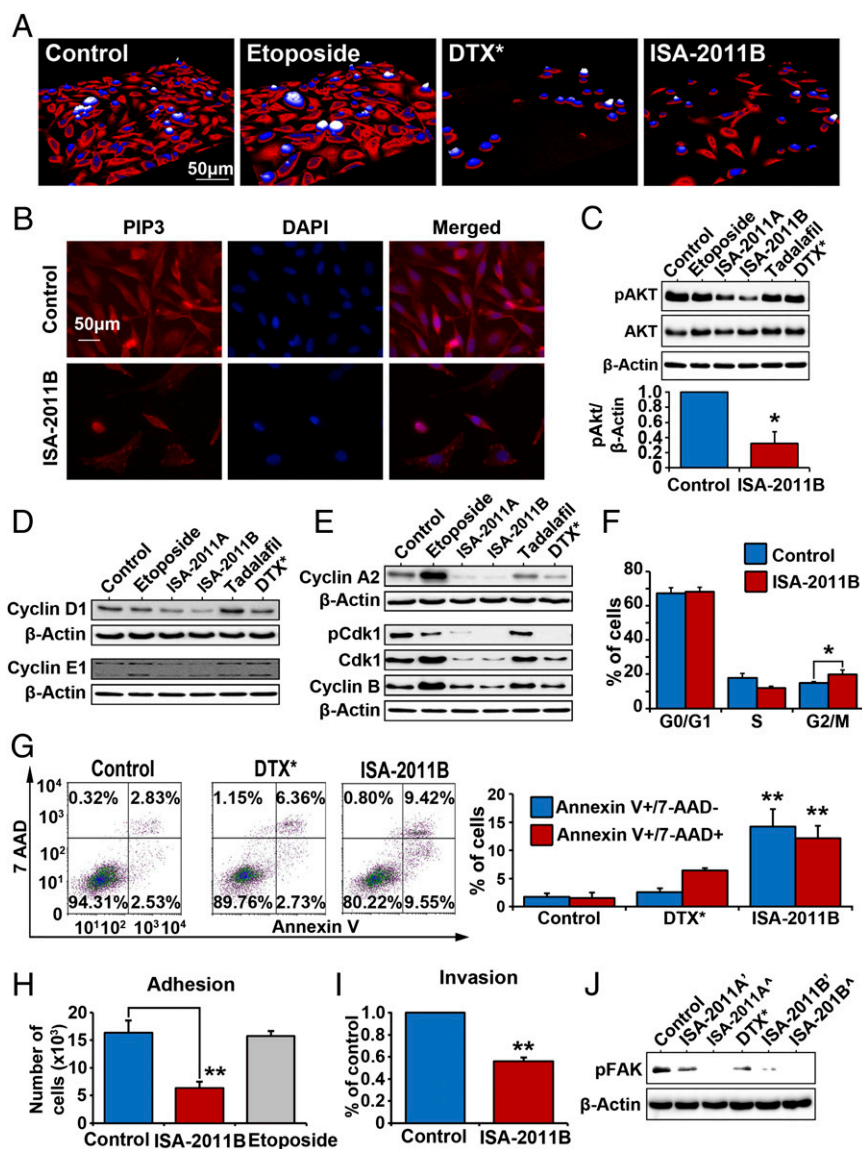 A
Control
Etoposide
DTX*
ISA-2011B
50μm
B
PIP3
DAPI
Merged
Control
50μm
ISA-2011B
C
Control
Etoposide
ISA-2011A
ISA-2011B
Tadalafil
DTX*
pAKT
AKT
β-Actin
pAkt/
β-Actin
1.0
0.8
0.6
0.4
0.2
0
*
Control
ISA-2011B
D
Control
Etoposide
ISA-2011A
ISA-2011B
Tadalafil
DTX*
Cyclin D1
β-Actin
Cyclin E1
β-Actin
E
Control
Etoposide
ISA-2011A
ISA-2011B
Tadalafil
DTX*
Cyclin A2
β-Actin
pCdk1
Cdk1
Cyclin B
β-Actin
F
Control
ISA-2011B
% of cells
80
60
40
20
0
*
G0/G1
S
G2/M
G
7 AAD
Control
DTX*
ISA-2011B
10⁴
10³
10²
10¹
0
0.32%
2.83%
94.31%
2.53%
1.15%
6.36%
89.76%
2.73%
0.80%
9.42%
80.22%
9.55%
10¹10² 10³10⁴
Annexin V
% of cells
20
15
10
5
0
Annexin V+/7-AAD-
Annexin V+/7-AAD+
**
**
Control
DTX*
ISA-2011B
H
Adhesion
Number of
cells (x10³)
20
15
10
5
0
**
Control
ISA-2011B
Etoposide
I
Invasion
% of control
1.0
0.8
0.6
0.4
0.2
0
**
Control
ISA-2011B
J
Control
ISA-2011A'
ISA-2011A^
DTX*
ISA-2011B'
ISA-201B^
pFAK
β-Actin